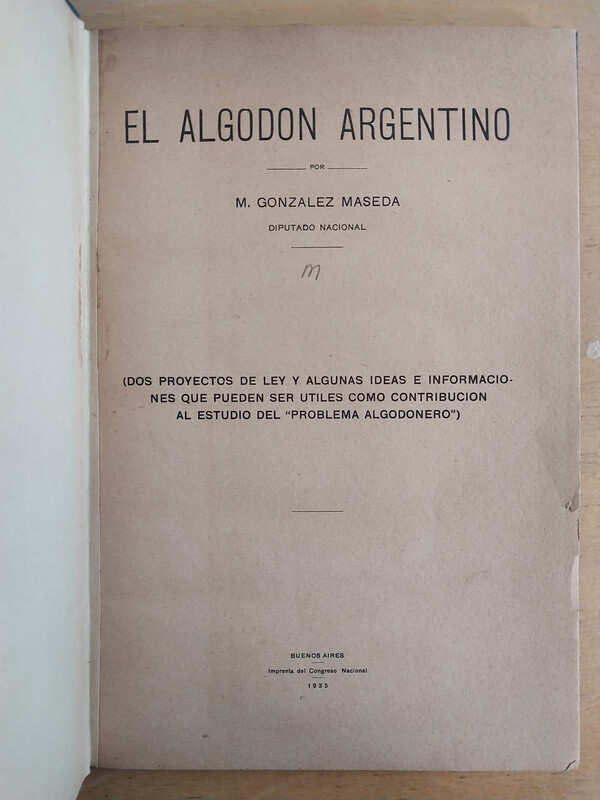 EL ALGODON ARGENTINO
POR
M. GONZALEZ MASEDA
DIPUTADO NACIONAL
m
(DOS PROYECTOS DE LEY Y ALGUNAS IDEAS E INFORMACIO-
NES QUE PUEDEN SER UTILES COMO CONTRIBUCION
AL ESTUDIO DEL “PROBLEMA ALGODONERO”)
BUENOS AIRES
Imprenta del Congreso Nacional
1935